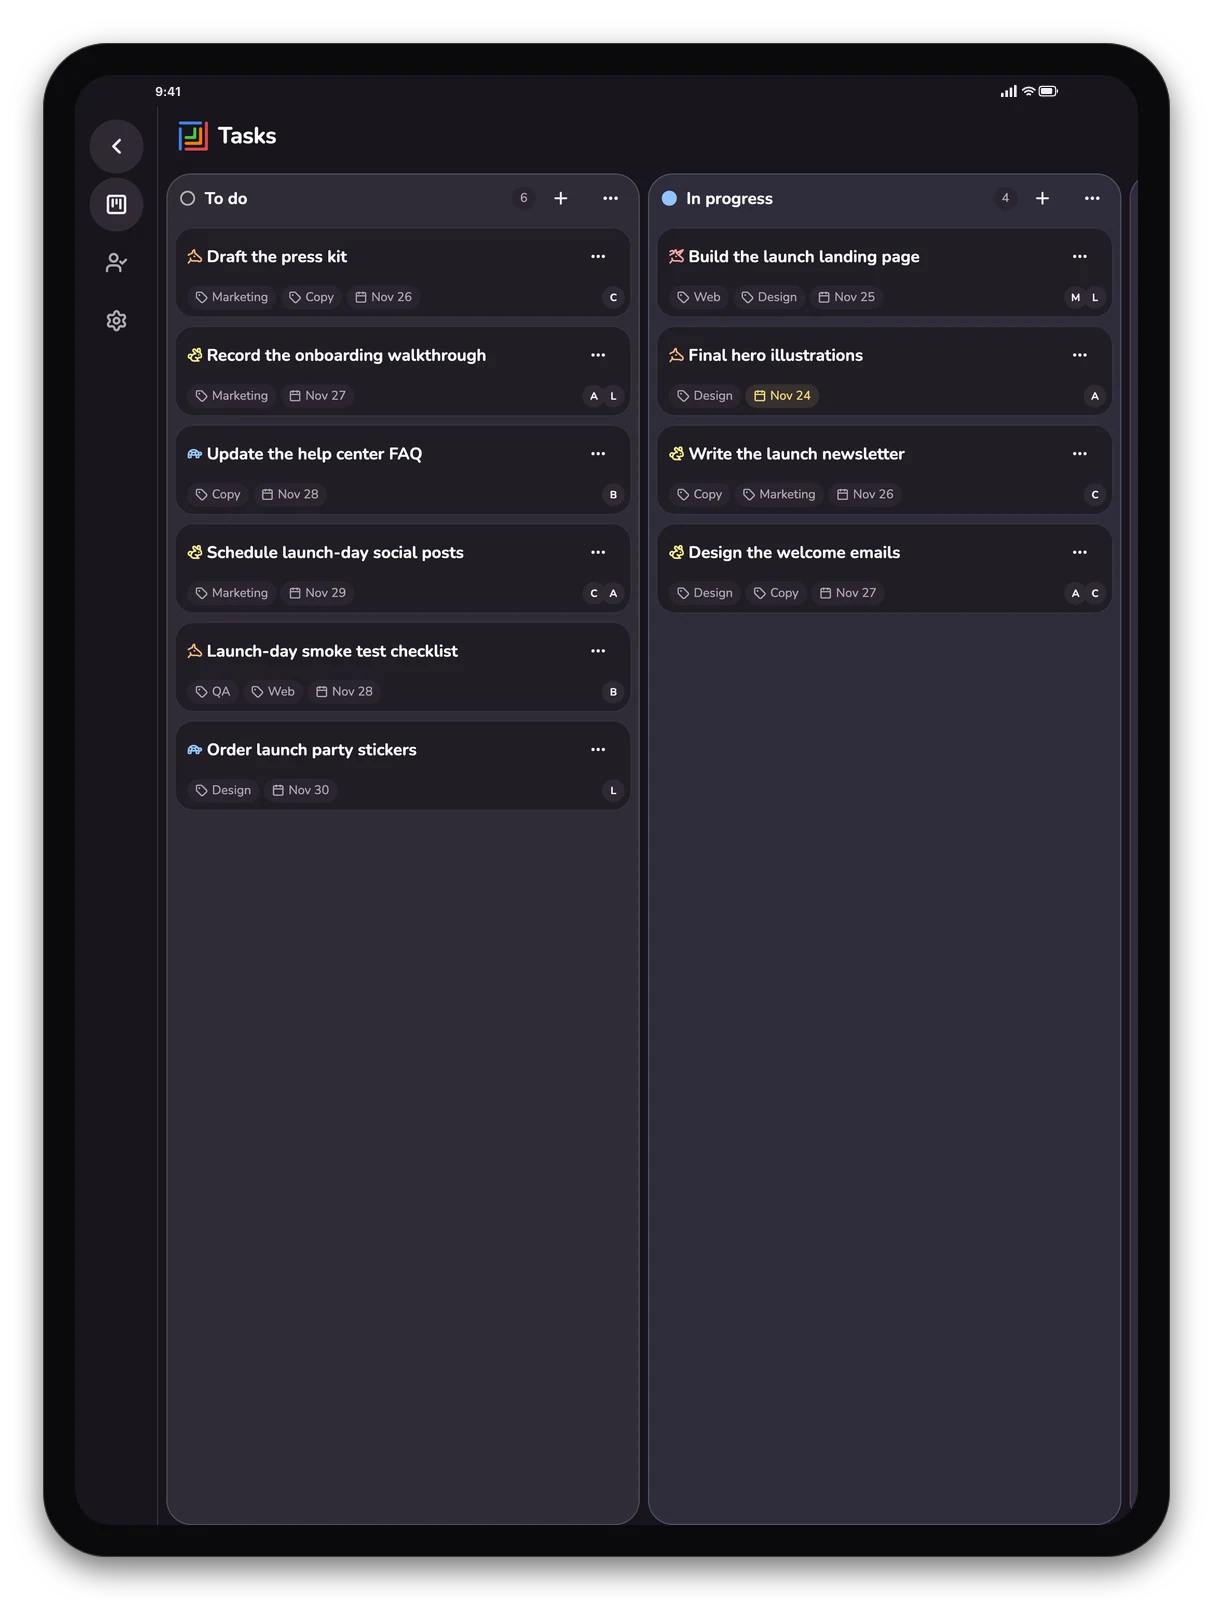 9:41
Tasks
To do 6
Draft the press kit
Marketing Copy Nov 26 C
Record the onboarding walkthrough
Marketing Nov 27 A L
Update the help center FAQ
Copy Nov 28 B
Schedule launch-day social posts
Marketing Nov 29 C A
Launch-day smoke test checklist
QA Web Nov 28 B
Order launch party stickers
Design Nov 30 L
In progress 4
Build the launch landing page
Web Design Nov 25 M L
Final hero illustrations
Design Nov 24 A
Write the launch newsletter
Copy Marketing Nov 26 C
Design the welcome emails
Design Copy Nov 27 A C